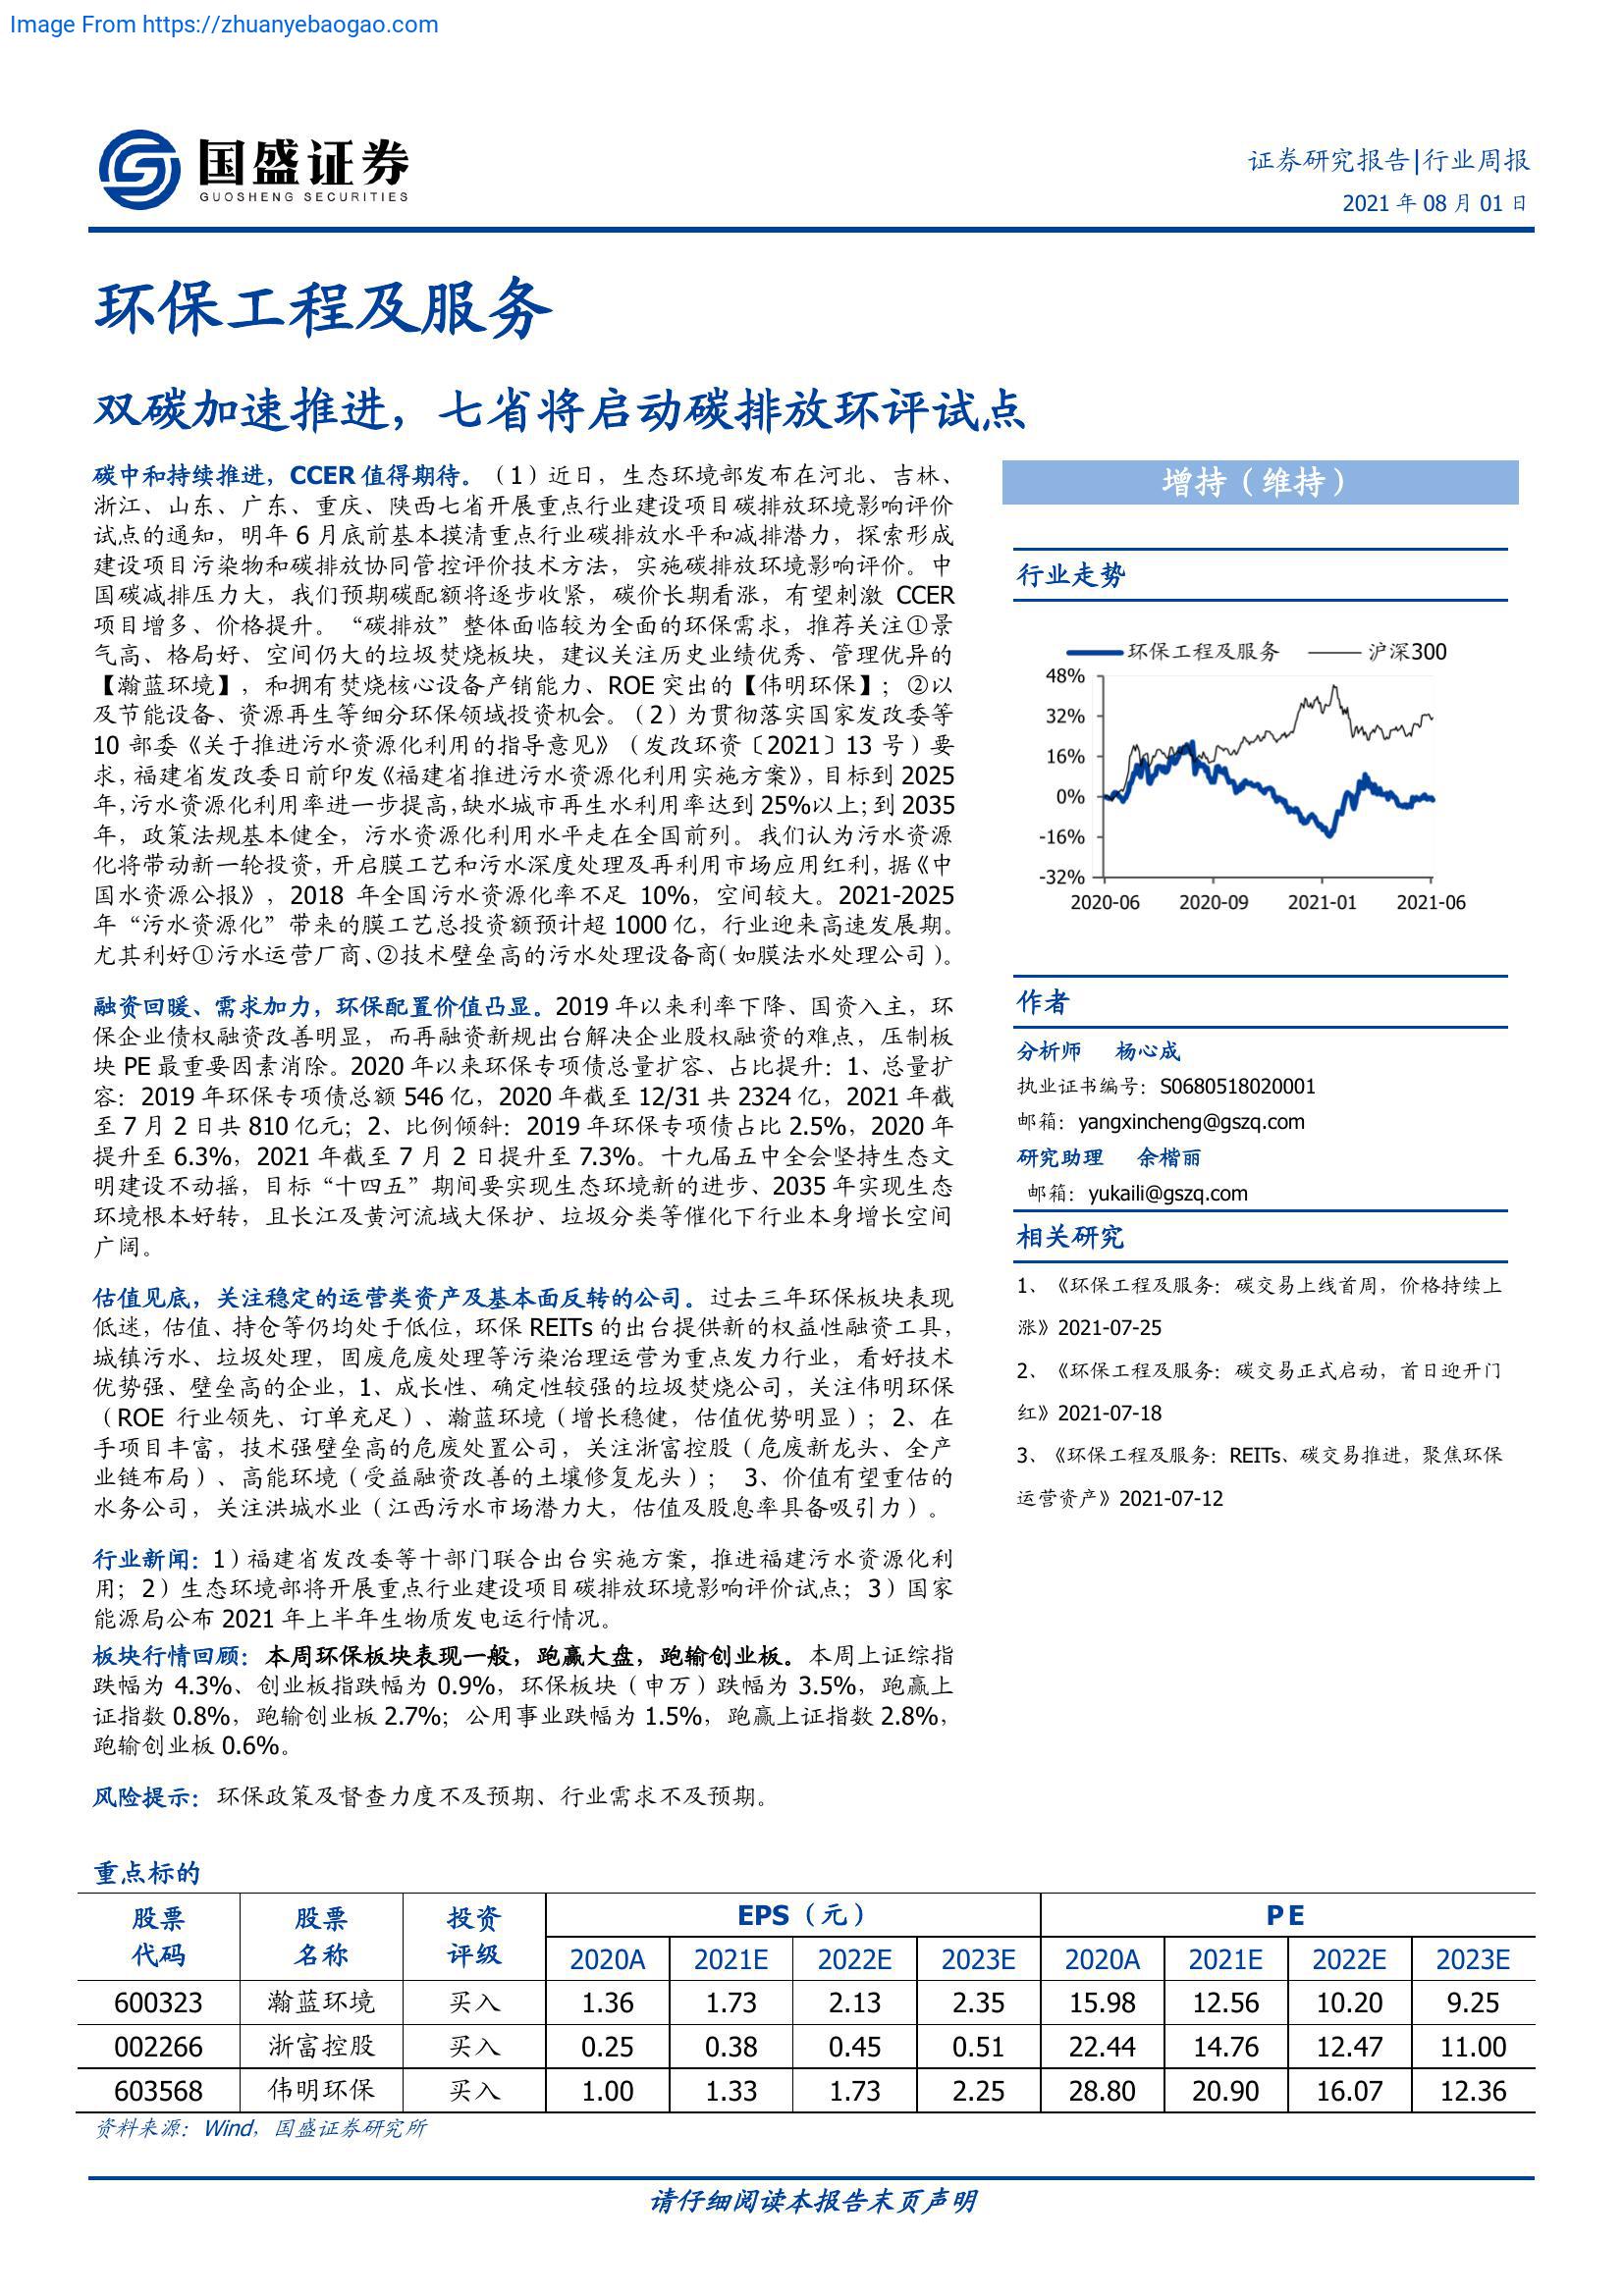 Image From https://zhuanyebaogao.com
国盛证券
GUOSHENG SECURITIES
证券研究报告|行业周报
2021 年 08 月 01 日
环保工程及服务
双碳加速推进，七省将启动碳排放环评试点
碳中和持续推进，CCER 值得期待。（1）近日，生态环境部发布在河北、吉林、
浙江、山东、广东、重庆、陕西七省开展重点行业建设项目碳排放环境影响评价
试点的通知，明年 6 月底前基本摸清重点行业碳排放水平和减排潜力，探索形成
建设项目污染物和碳排放协同管控评价技术方法，实施碳排放环境影响评价。中
国碳减排压力大，我们预期碳配额将逐步收紧，碳价长期看涨，有望刺激 CCER
项目增多、价格提升。“碳排放”整体面临较为全面的环保需求，推荐关注①景
气高、格局好、空间仍大的垃圾焚烧板块，建议关注历史业绩优秀、管理优异的
【瀚蓝环境】，和拥有焚烧核心设备产销能力、ROE 突出的【伟明环保】；②以
及节能设备、资源再生等细分环保领域投资机会。（2）为贯彻落实国家发改委等
10 部委《关于推进污水资源化利用的指导意见》（发改环资〔2021〕13 号）要
求，福建省发改委日前印发《福建省推进污水资源化利用实施方案》，目标到 2025
年，污水资源化利用率进一步提高，缺水城市再生水利用率达到 25%以上；到 2035
年，政策法规基本健全，污水资源化利用水平走在全国前列。我们认为污水资源
化将带动新一轮投资，开启膜工艺和污水深度处理及再利用市场应用红利，据《中
国水资源公报》，2018 年全国污水资源化率不足 10%，空间较大。2021-2025
年“污水资源化”带来的膜工艺总投资额预计超 1000 亿，行业迎来高速发展期。
尤其利好①污水运营厂商、②技术壁垒高的污水处理设备商（如膜法水处理公司）。
融资回暖、需求加力，环保配置价值凸显。2019 年以来利率下降、国资入主，环
保企业债权融资改善明显，而再融资新规出台解决企业股权融资的难点，压制板
块 PE 最重要因素消除。2020 年以来环保专项债总量扩容、占比提升：1、总量扩
容：2019 年环保专项债总额 546 亿，2020 年截至 12/31 共 2324 亿，2021 年截
至 7 月 2 日共 810 亿元；2、比例倾斜：2019 年环保专项债占比 2.5%，2020 年
提升至 6.3%，2021 年截至 7 月 2 日提升至 7.3%。十九届五中全会坚持生态文
明建设不动摇，目标“十四五”期间要实现生态环境新的进步、2035 年实现生态
环境根本好转，且长江及黄河流域大保护、垃圾分类等催化下行业本身增长空间
广阔。
估值见底，关注稳定的运营类资产及基本面反转的公司。过去三年环保板块表现
低迷，估值、持仓等仍均处于低位，环保 REITs 的出台提供新的权益性融资工具，
城镇污水、垃圾处理，固废危废处理等污染治理运营为重点发力行业，看好技术
优势强、壁垒高的企业，1、成长性、确定性较强的垃圾焚烧公司，关注伟明环保
（ROE 行业领先、订单充足）、瀚蓝环境（增长稳健，估值优势明显）；2、在
手项目丰富，技术强壁垒高的危废处置公司，关注浙富控股（危废新龙头、全产
业链布局）、高能环境（受益融资改善的土壤修复龙头）； 3、价值有望重估的
水务公司，关注洪城水业（江西污水市场潜力大，估值及股息率具备吸引力）。
行业新闻：1）福建省发改委等十部门联合出台实施方案，推进福建污水资源化利
用；2）生态环境部将开展重点行业建设项目碳排放环境影响评价试点；3）国家
能源局公布 2021 年上半年生物质发电运行情况。
板块行情回顾：本周环保板块表现一般，跑赢大盘，跑输创业板。本周上证综指
跌幅为 4.3%、创业板指跌幅为 0.9%，环保板块（申万）跌幅为 3.5%，跑赢上
证指数 0.8%，跑输创业板 2.7%；公用事业跌幅为 1.5%，跑赢上证指数 2.8%，
跑输创业板 0.6%。
风险提示：环保政策及督查力度不及预期、行业需求不及预期。
增持（维持）
行业走势
环保工程及服务 沪深300
48%
32%
16%
0%
-16%
-32%
2020-06 2020-09 2021-01 2021-06
作者
分析师 杨心成
执业证书编号：S0680518020001
邮箱：yangxincheng@gszq.com
研究助理 余楷丽
邮箱：yukaili@gszq.com
相关研究
1、《环保工程及服务：碳交易上线首周，价格持续上
涨》2021-07-25
2、《环保工程及服务：碳交易正式启动，首日迎开门
红》2021-07-18
3、《环保工程及服务：REITs、碳交易推进，聚焦环保
运营资产》2021-07-12
重点标的
股票 股票 投资 EPS（元） PE
代码 名称 评级 2020A 2021E 2022E 2023E 2020A 2021E 2022E 2023E
600323 瀚蓝环境 买入 1.36 1.73 2.13 2.35 15.98 12.56 10.20 9.25
002266 浙富控股 买入 0.25 0.38 0.45 0.51 22.44 14.76 12.47 11.00
603568 伟明环保 买入 1.00 1.33 1.73 2.25 28.80 20.90 16.07 12.36
资料来源：Wind，国盛证券研究所
请仔细阅读本报告末页声明